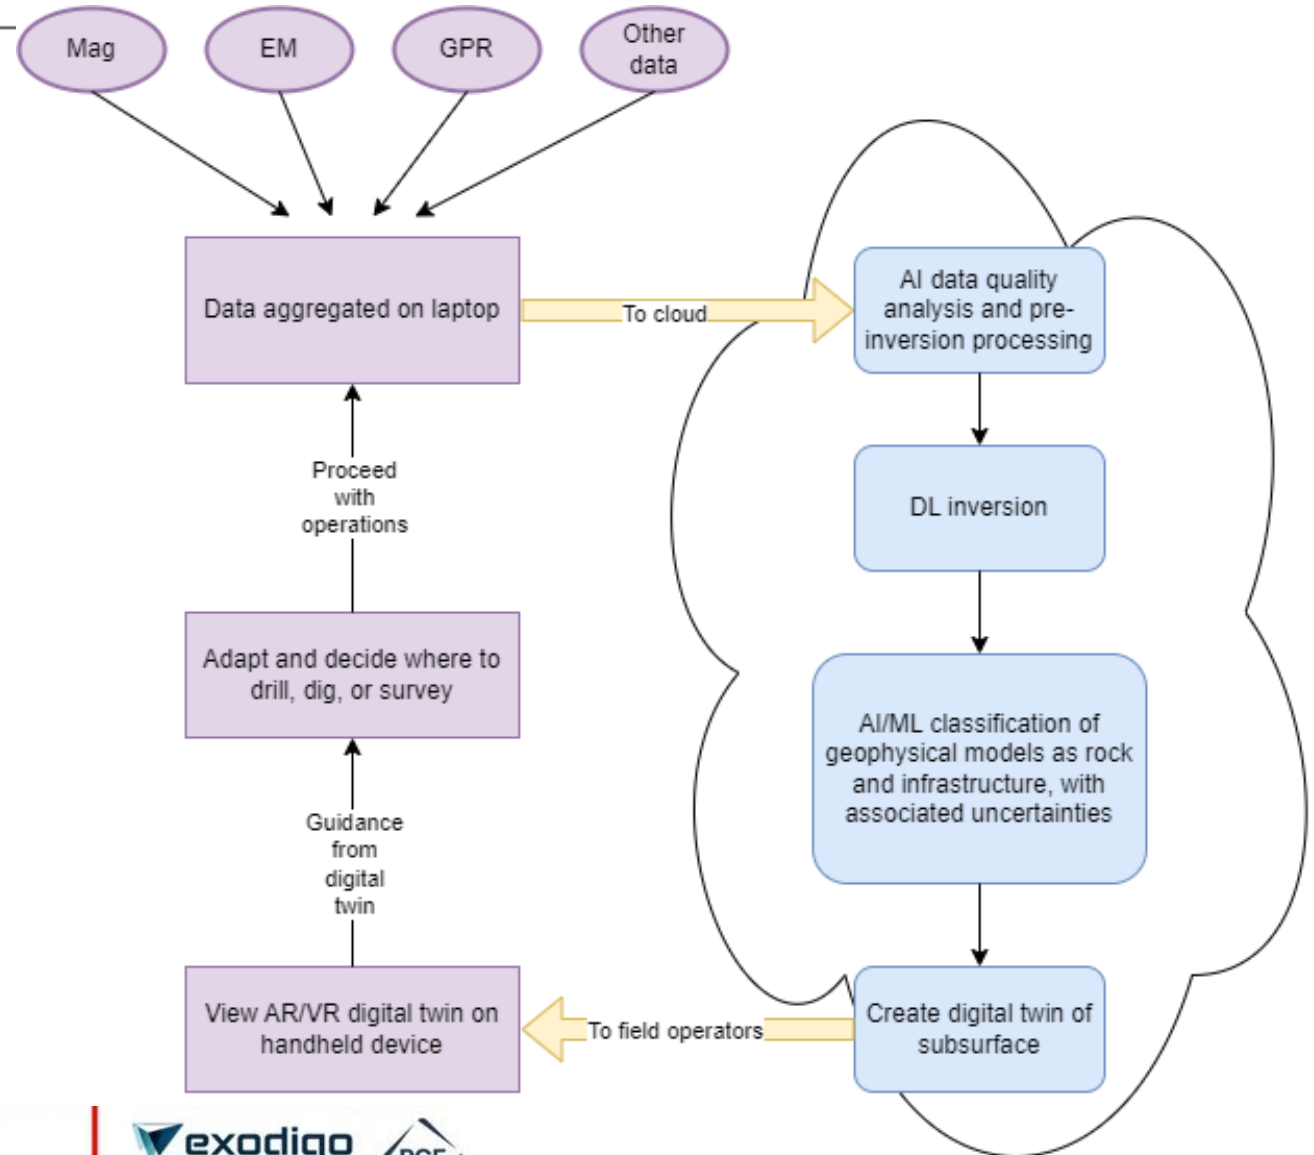 Mag
EM
GPR
Other
data
Data aggregated on laptop
To cloud
AI data quality
analysis and pre-
inversion processing
Proceed
with
operations
DL inversion
Adapt and decide where to
drill, dig, or survey
AI/ML classification of
geophysical models as rock
and infrastructure, with
associated uncertainties
Guidance
from
digital
twin
View AR/VR digital twin on
handheld device
To field operators
Create digital twin of
subsurface
exodigo